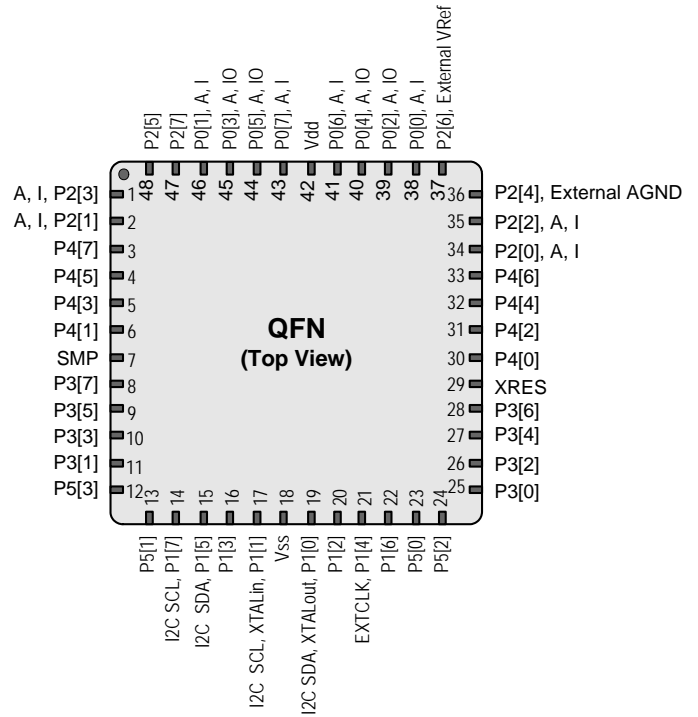 P2[5]
P2[7]
P0[1], A, I
P0[3], A, IO
P0[5], A, IO
P0[7], A, I
Vdd
P0[6], A, I
P0[4], A, IO
P0[2], A, IO
P0[0], A, I
P2[6], External VRef
48
47
46
45
44
43
42
41
40
39
38
37
A, I, P2[3]
1
A, I, P2[1]
2
P4[7]
3
P4[5]
4
P4[3]
5
P4[1]
6
SMP
7
P3[7]
8
P3[5]
9
P3[3]
10
P3[1]
11
P5[3]
12
QFN
(Top View)
36
P2[4], External AGND
35
P2[2], A, I
34
P2[0], A, I
33
P4[6]
32
P4[4]
31
P4[2]
30
P4[0]
29
XRES
28
P3[6]
27
P3[4]
26
P3[2]
25
P3[0]
13
14
15
16
17
18
19
20
21
22
23
24
P5[1]
I2C SCL, P1[7]
I2C SDA, P1[5]
P1[3]
I2C SCL, XTALin, P1[1]
Vss
I2C SDA, XTALout, P1[0]
P1[2]
EXTCLK, P1[4]
P1[6]
P5[0]
P5[2]